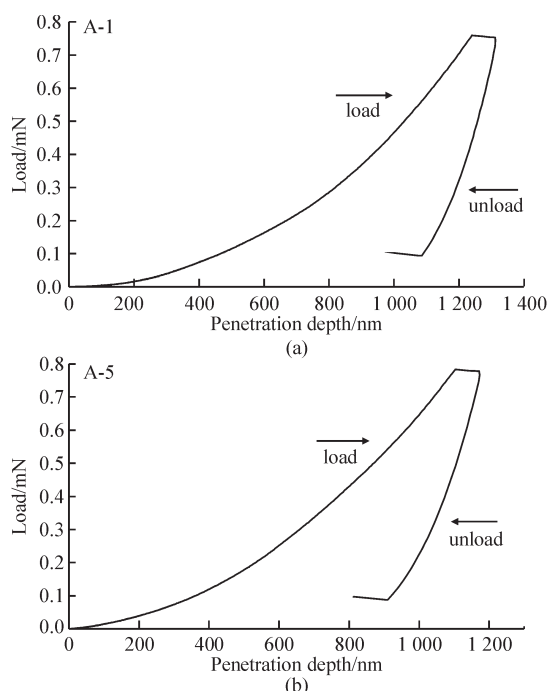 A-1
0.8
0.7
0.6
0.5
0.4
0.3
0.2
0.1
0.0
Load/mN
load
unload
0 200 400 600 800 1 000 1 200 1 400
Penetration depth/nm
(a)
A-5
0.8
0.7
0.6
0.5
0.4
0.3
0.2
0.1
0.0
Load/mN
load
unload
0 200 400 600 800 1 000 1 200
Penetration depth/nm
(b)